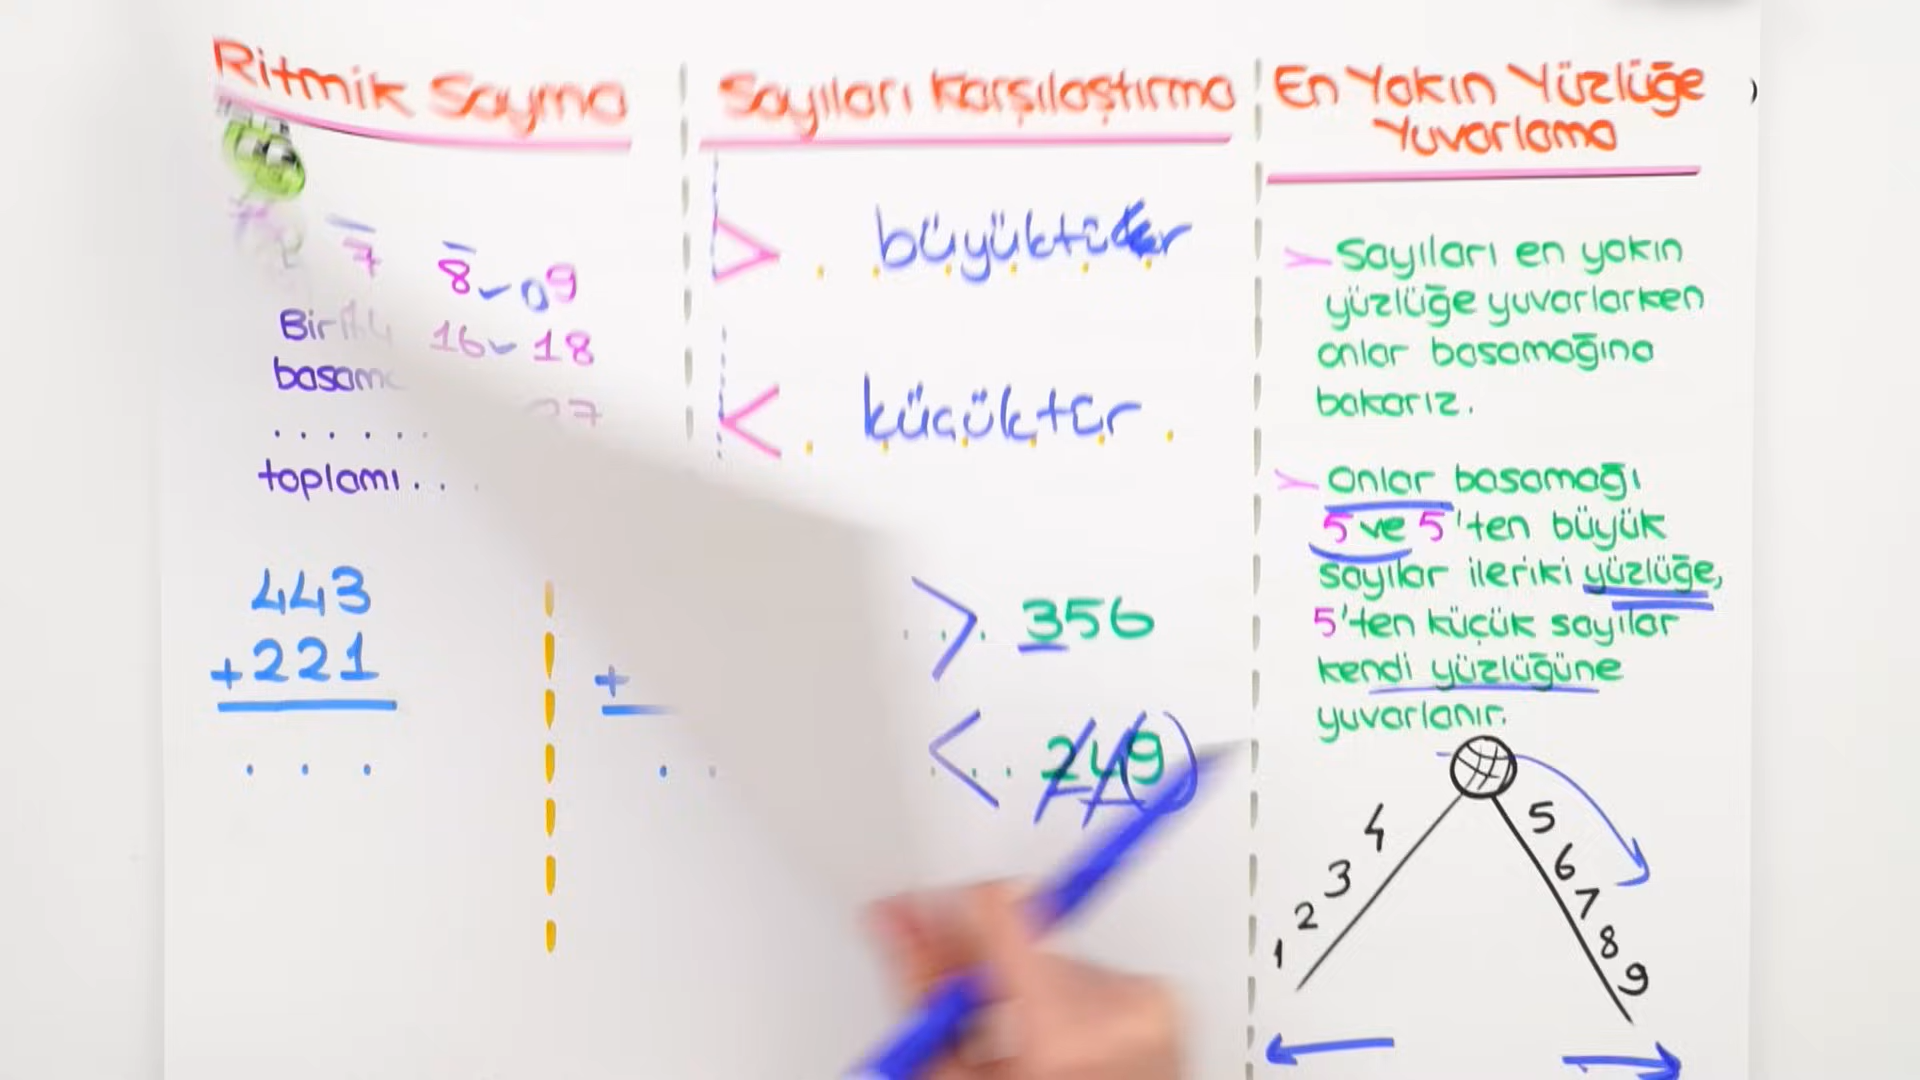 Ritmik Sayma
7 8 9
16 18
27
Bir
basam
. . . . . .
toplamı . . .
443
+221
. . .
+
. .
Sayıları Karşılaştırma
> . büyüktür
< . küçüktür .
> . 356
< . . 249
En Yakın Yüzlüğe
Yuvarlama
Sayıları en yakın
yüzlüğe yuvarlarken
onlar basamağına
bakarız.
Onlar basamağı
5 ve 5'ten büyük
sayılar ileriki yüzlüğe,
5'ten küçük sayılar
kendi yüzlüğüne
yuvarlanır.
4 5
3 6
2 7
1 8
9